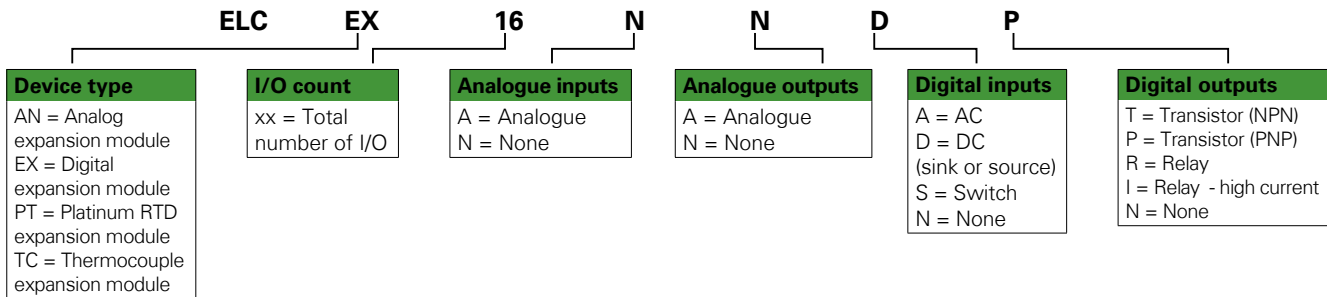 ELC EX 16 N N D P
Device type
AN = Analog
expansion module
EX = Digital
expansion module
PT = Platinum RTD
expansion module
TC = Thermocouple
expansion module
I/O count
xx = Total
number of I/O
Analogue inputs
A = Analogue
N = None
Analogue outputs
A = Analogue
N = None
Digital inputs
A = AC
D = DC
(sink or source)
S = Switch
N = None
Digital outputs
T = Transistor (NPN)
P = Transistor (PNP)
R = Relay
I = Relay - high current
N = None